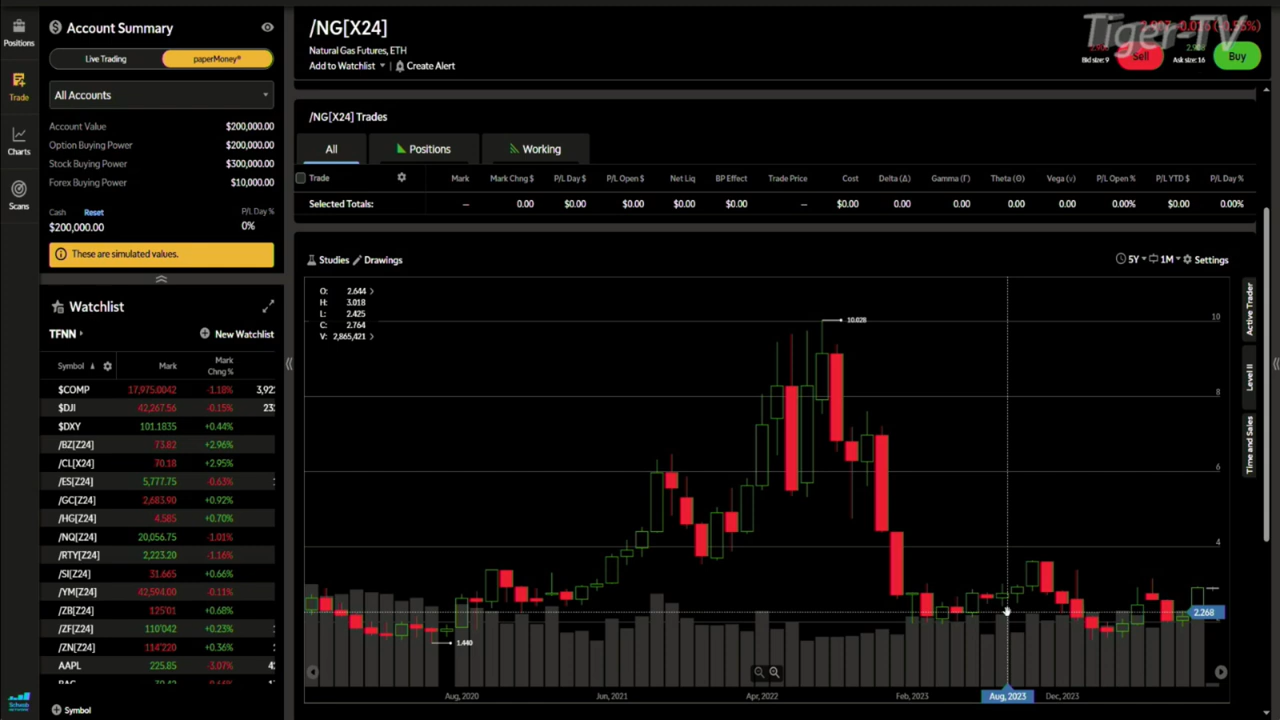 Positions
Trade
Charts
Scans
Account Summary
Live Trading
paperMoney®
All Accounts
Account Value $200,000.00
Option Buying Power $200,000.00
Stock Buying Power $300,000.00
Forex Buying Power $10,000.00
Cash Reset P/L Day %
$200,000.00 0%
These are simulated values.
Watchlist
TFNN New Watchlist
Symbol Mark Mark Chng %
$COMP 17,975.0042 -1.18% 3,92
$DJI 42,267.56 -0.15% 23
$DXY 101.1835 +0.44%
/BZ[Z24] 73.82 +2.96%
/CL[X24] 70.18 +2.95%
/ES[Z24] 5,777.75 -0.63%
/GC[Z24] 2,683.90 +0.92%
/HG[Z24] 4.585 +0.70%
/NQ[Z24] 20,056.75 -1.01%
/RTY[Z24] 2,223.20 -1.16%
/SI[Z24] 31.665 +0.66%
/YM[Z24] 42,594.00 -0.11%
/ZB[Z24] 125'01 +0.68%
/ZF[Z24] 110'042 +0.23%
/ZN[Z24] 114'220 +0.36%
AAPL 225.85 -3.07%
Symbol
/NG[X24]
Natural Gas Futures, ETH
Add to Watchlist | Create Alert
Tiger-TV
Sell
Buy
Bid size: 9
Ask size: 16
/NG[X24] Trades
All
Positions
Working
Trade Mark Mark Chng $ P/L Day $ P/L Open $ Net Liq BP Effect Trade Price Cost Delta (Δ) Gamma (Γ) Theta (Θ) Vega (ν) P/L Open % P/L YTD $ P/L Day %
Selected Totals: — 0.00 $0.00 $0.00 $0.00 $0.00 — $0.00 0.00 0.00 0.00 0.00 0.00% $0.00 0.00%
Studies Drawings 5Y 1M Settings
O: 2.644
H: 3.018
L: 2.425
C: 2.764
V: 2,865,421
10.028
1.440
10
8
6
4
2.268
Aug, 2020 Jun, 2021 Apr, 2022 Feb, 2023 Aug, 2023 Dec, 2023
Active Trader
Level II
Time and Sales